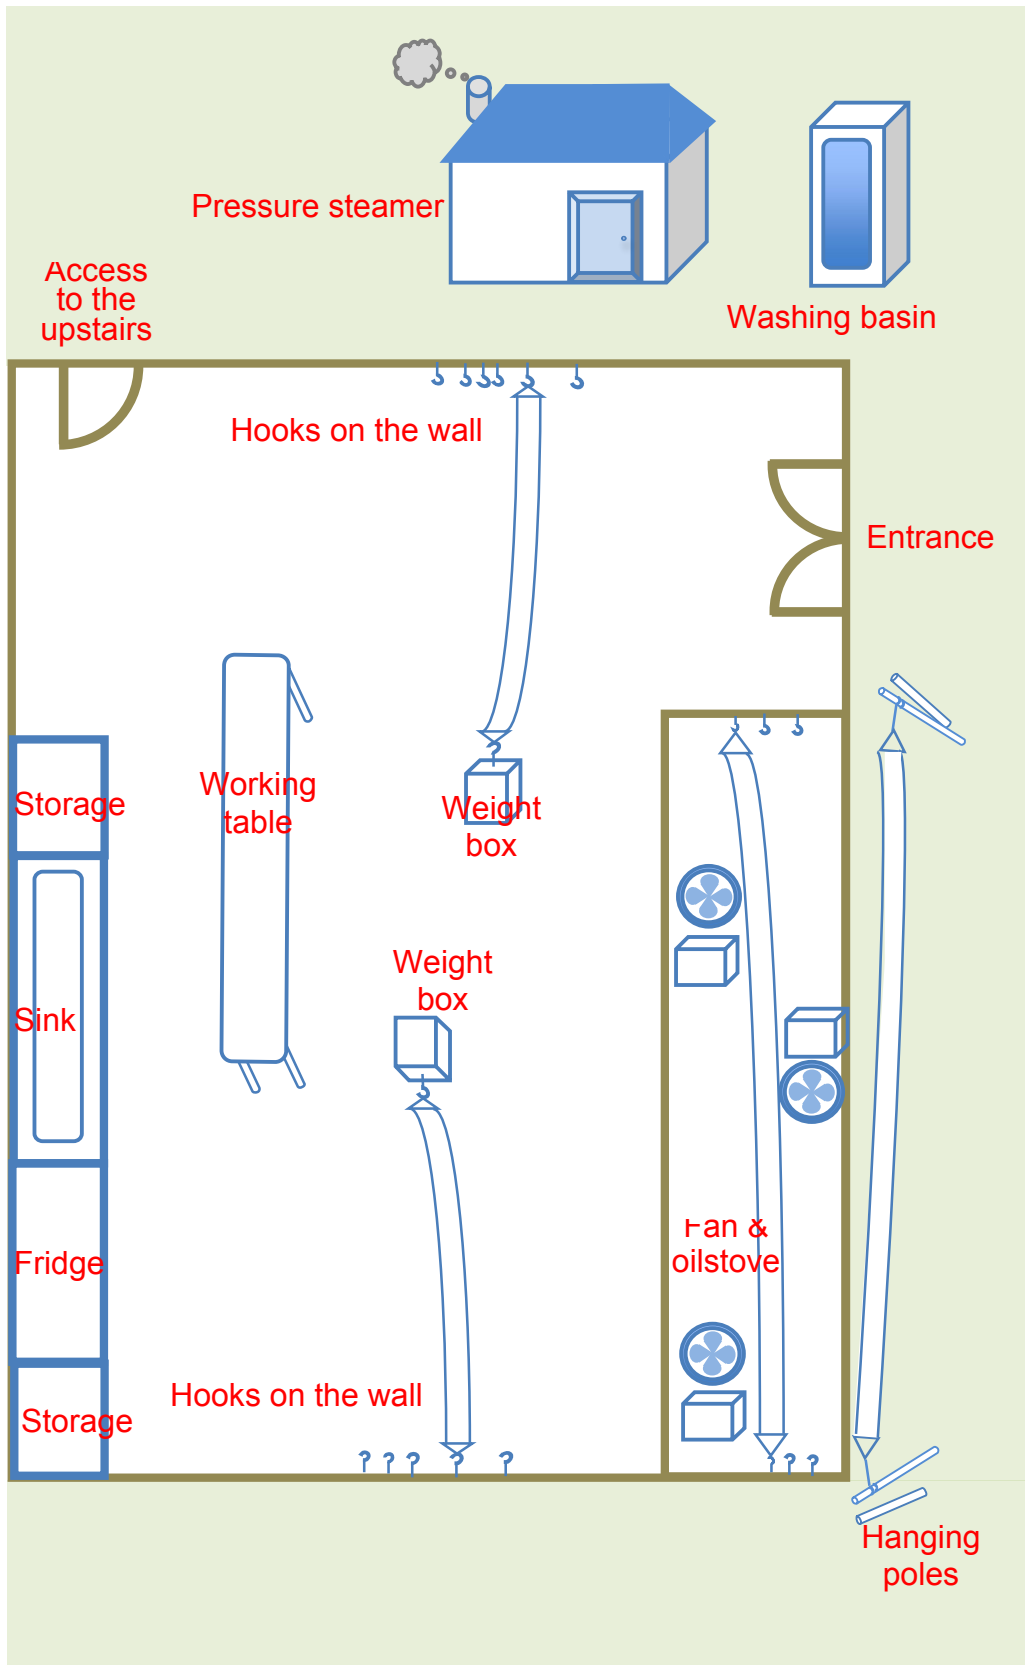 Pressure steamer
Access
to the
upstairs
Washing basin
Hooks on the wall
Entrance
Storage
Working
table
Weight
box
Weight
box
Sink
Fan &
oilstove
Fridge
Hooks on the wall
Storage
Hanging
poles